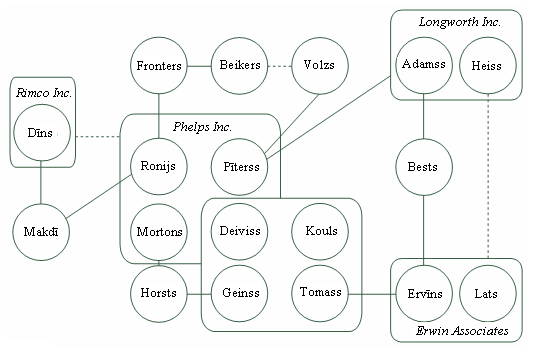 Longworth Inc.
Fronters
Beikers
Volzs
Adamss
Heiss
Rimco Inc.
Dīns
Phelps Inc.
Ronijs
Pīterss
Bests
Makdī
Mortons
Deiviss
Kouls
Horsts
Geinss
Tomass
Ervīns
Lats
Erwin Associates